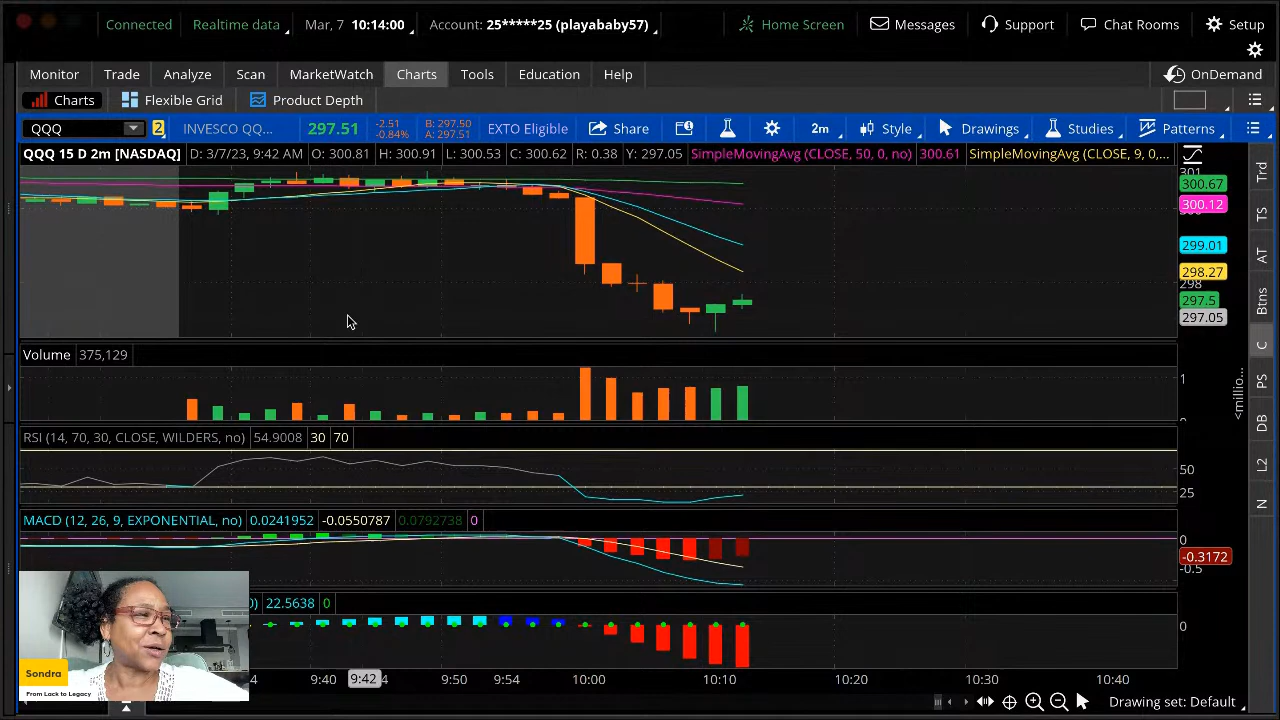 Connected Realtime data Mar, 7 10:14:00 Account: 25*****25 (playababy57) Home Screen Messages Support Chat Rooms Setup
Monitor Trade Analyze Scan MarketWatch Charts Tools Education Help OnDemand
Charts Flexible Grid Product Depth
QQQ 2 INVESCO QQ... 297.51 -2.51 -0.84% B: 297.50 A: 297.51 EXTO Eligible Share 2m Style Drawings Studies Patterns
QQQ 15 D 2m [NASDAQ] D: 3/7/23, 9:42 AM O: 300.81 H: 300.91 L: 300.53 C: 300.62 R: 0.38 Y: 297.05 SimpleMovingAvg (CLOSE, 50, 0, no) 300.61 SimpleMovingAvg (CLOSE, 9, 0,...
301
300.67
300.12
299.01
298.27
298
297.5
297.05
Trd
TS
AT
Btns
C
PS
DB
L2
N
Volume 375,129
1
<millio...
RSI (14, 70, 30, CLOSE, WILDERS, no) 54.9008 30 70
50
25
MACD (12, 26, 9, EXPONENTIAL, no) 0.0241952 -0.0550787 0.0792738 0
0
-0.3172
-0.5
) 22.5638 0
0
Sondra
From Lack to Legacy
9:40 9:42 4 9:50 9:54 10:00 10:10 10:20 10:30 10:40
Drawing set: Default